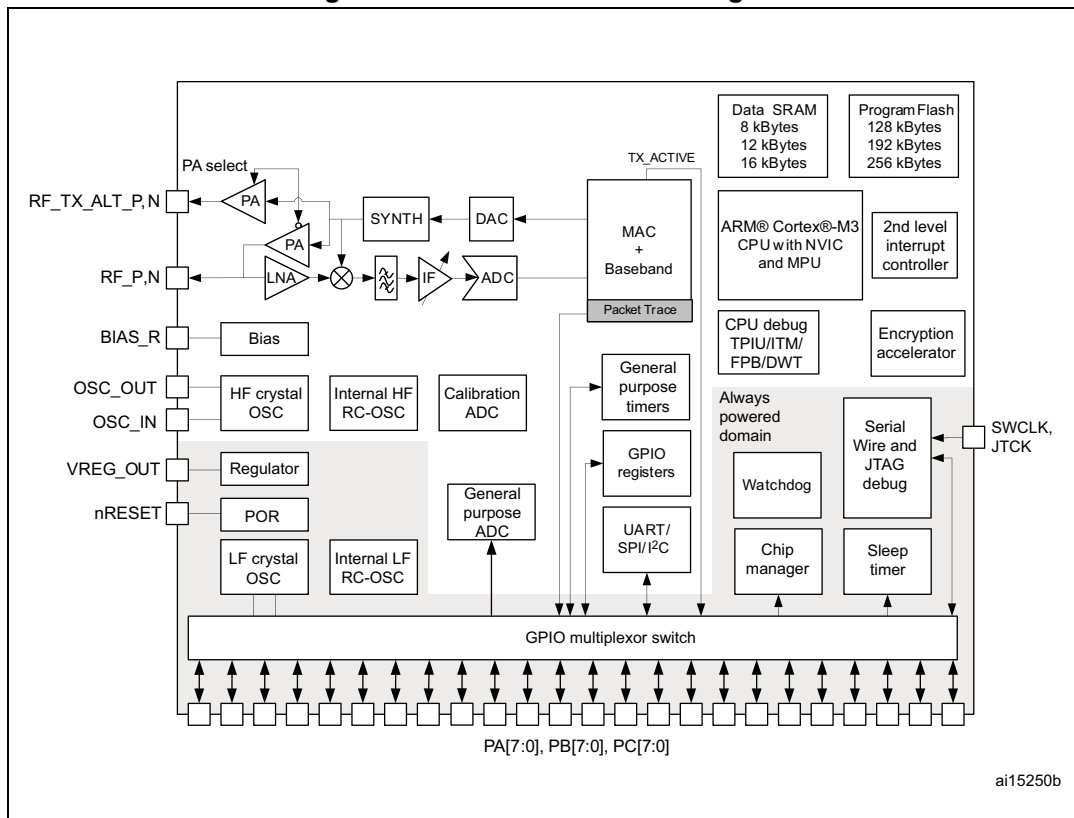 Data SRAM
8 kBytes
12 kBytes
16 kBytes
Program Flash
128 kBytes
192 kBytes
256 kBytes
TX_ACTIVE
PA select
RF_TX_ALT_P,N
PA
SYNTH
DAC
MAC
+
Baseband
ARM® Cortex®-M3
CPU with NVIC
and MPU
2nd level
interrupt
controller
PA
RF_P,N
LNA
IF
ADC
Packet Trace
BIAS_R
Bias
CPU debug
TPIU/ITM/
FPB/DWT
Encryption
accelerator
OSC_OUT
OSC_IN
HF crystal
OSC
Internal HF
RC-OSC
Calibration
ADC
General
purpose
timers
Always
powered
domain
Serial
Wire and
JTAG
debug
SWCLK,
JTCK
VREG_OUT
Regulator
GPIO
registers
Watchdog
nRESET
POR
General
purpose
ADC
UART/
SPI/I²C
LF crystal
OSC
Internal LF
RC-OSC
Chip
manager
Sleep
timer
GPIO multiplexor switch
PA[7:0], PB[7:0], PC[7:0]
ai15250b